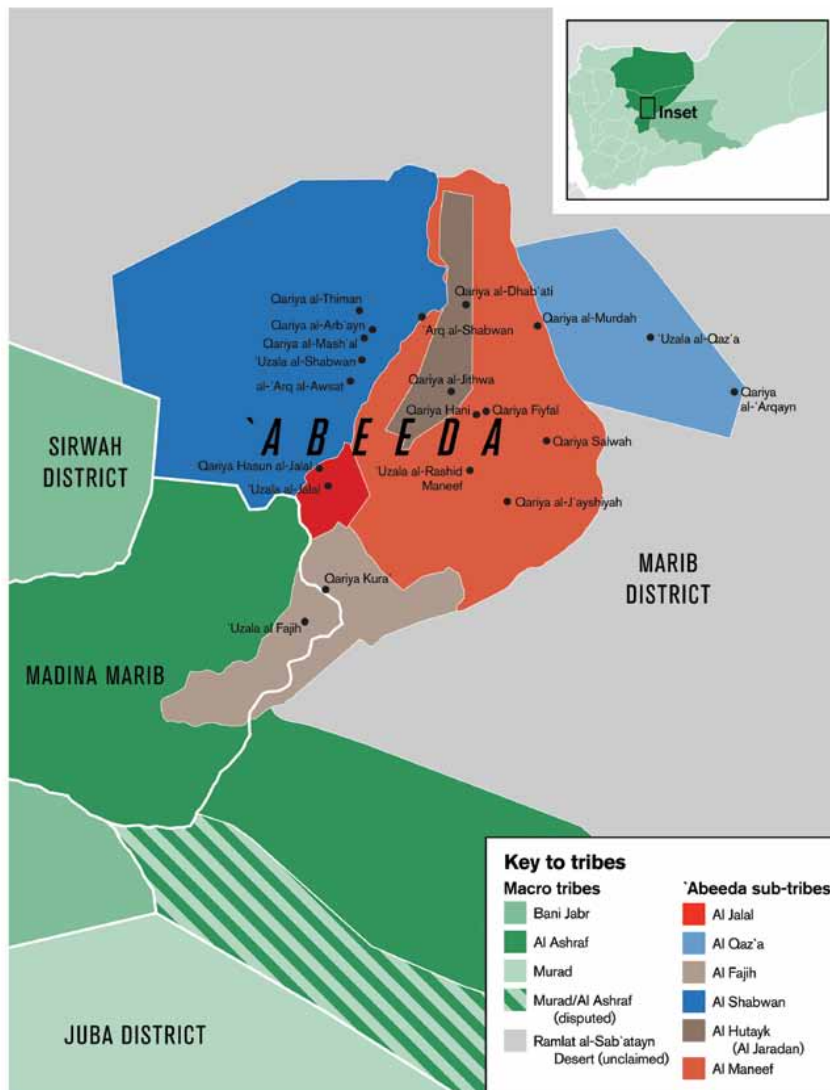 Inset
Qariya al-Thiman
Qariya al-Arb`ayn
Qariya al-Mash`al
`Uzala al-Shabwan
al-`Arq al-Awsat
Qariya al-Dhab`ati
`Arq al-Shabwan
Qariya al-Murdah
`Uzala al-Qaz`a
Qariya
al-`Arqayn
Qariya al-Jithwa
Qariya Hani
Qariya Fiyfal
`ABEEDA
Qariya Salwah
SIRWAH
DISTRICT
Qariya Hasun al-Jalal
`Uzala al-Jalal
`Uzala al-Rashid
Maneef
Qariya al-J`ayshiyah
MARIB
DISTRICT
Qariya Kura
`Uzala al Fajih
MADINA MARIB
JUBA DISTRICT
Key to tribes
Macro tribes
Bani Jabr
Al Ashraf
Murad
Murad/Al Ashraf
(disputed)
Ramlat al-Sab`atayn
Desert (unclaimed)
`Abeeda sub-tribes
Al Jalal
Al Qaz`a
Al Fajih
Al Shabwan
Al Hutayk
(Al Jaradan)
Al Maneef